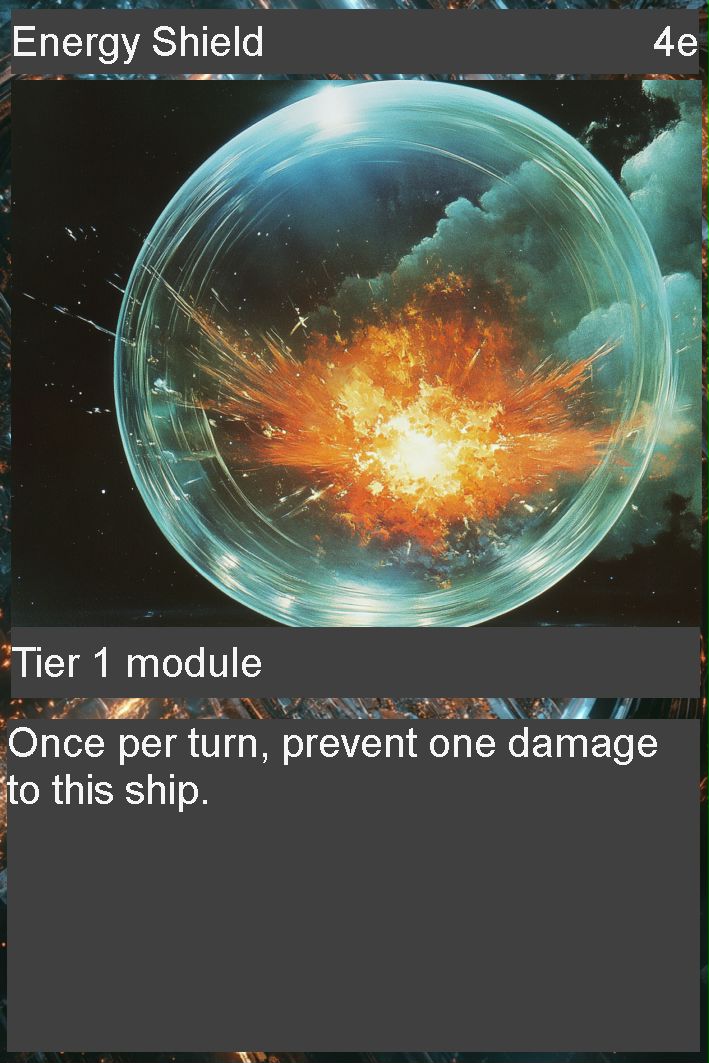 Energy Shield 4e
Tier 1 module
Once per turn, prevent one damage
to this ship.